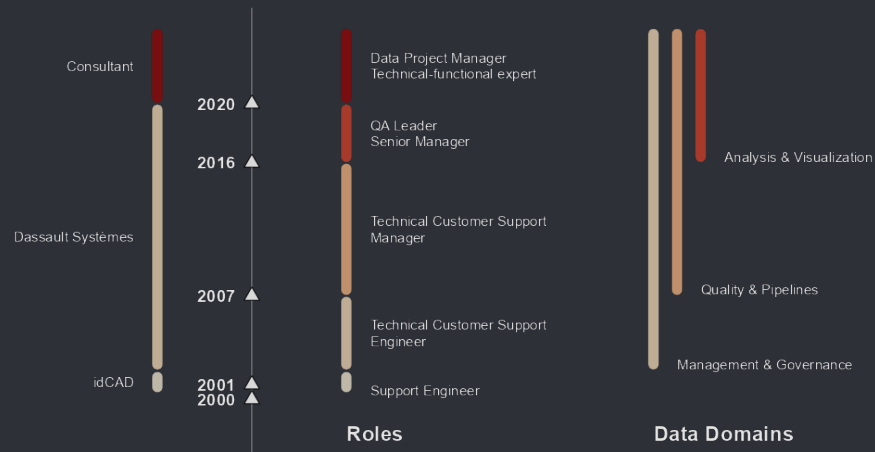 Consultant
Data Project Manager
Technical-functional expert
2020
QA Leader
Senior Manager
2016
Analysis & Visualization
Dassault Systèmes
Technical Customer Support
Manager
2007
Quality & Pipelines
Technical Customer Support
Engineer
Management & Governance
idCAD
2001
2000
Support Engineer
Roles
Data Domains